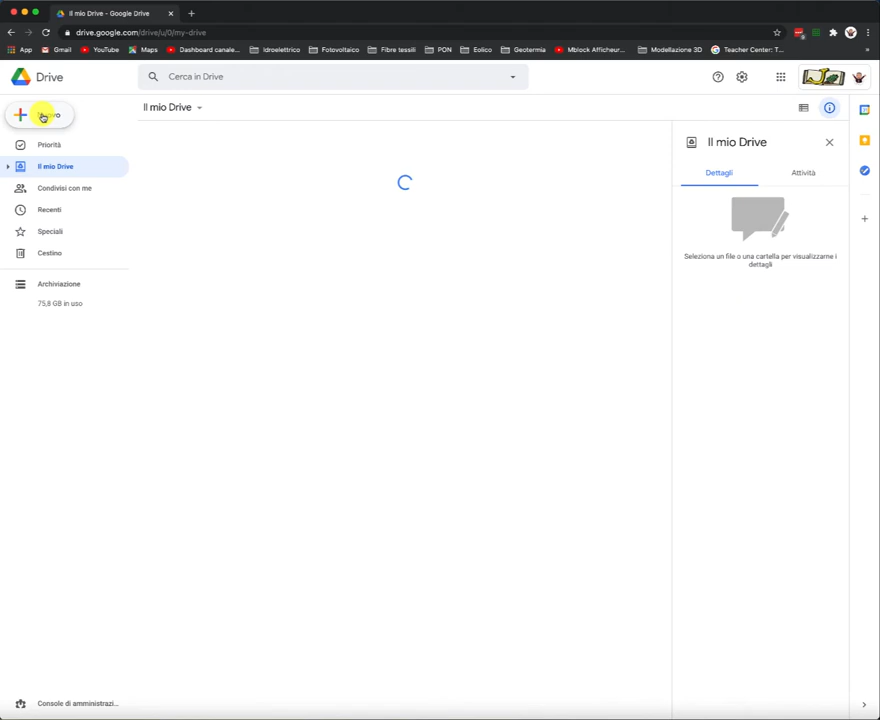 Il mio Drive - Google Drive
drive.google.com/drive/u/0/my-drive
App Gmail YouTube Maps Dashboard canale... Idroelettrico Fotovoltaico Fibre tessili PON Eolico Geotermia Mblock Afficheur... Modellazione 3D Teacher Center: T... »
Drive
Cerca in Drive
Nuovo
Il mio Drive
Il mio Drive
Priorità
Il mio Drive
Condivisi con me
Recenti
Speciali
Cestino
Archiviazione
75,8 GB in uso
Dettagli
Attività
Seleziona un file o una cartella per visualizzarne i
dettagli
Console di amministrazi...